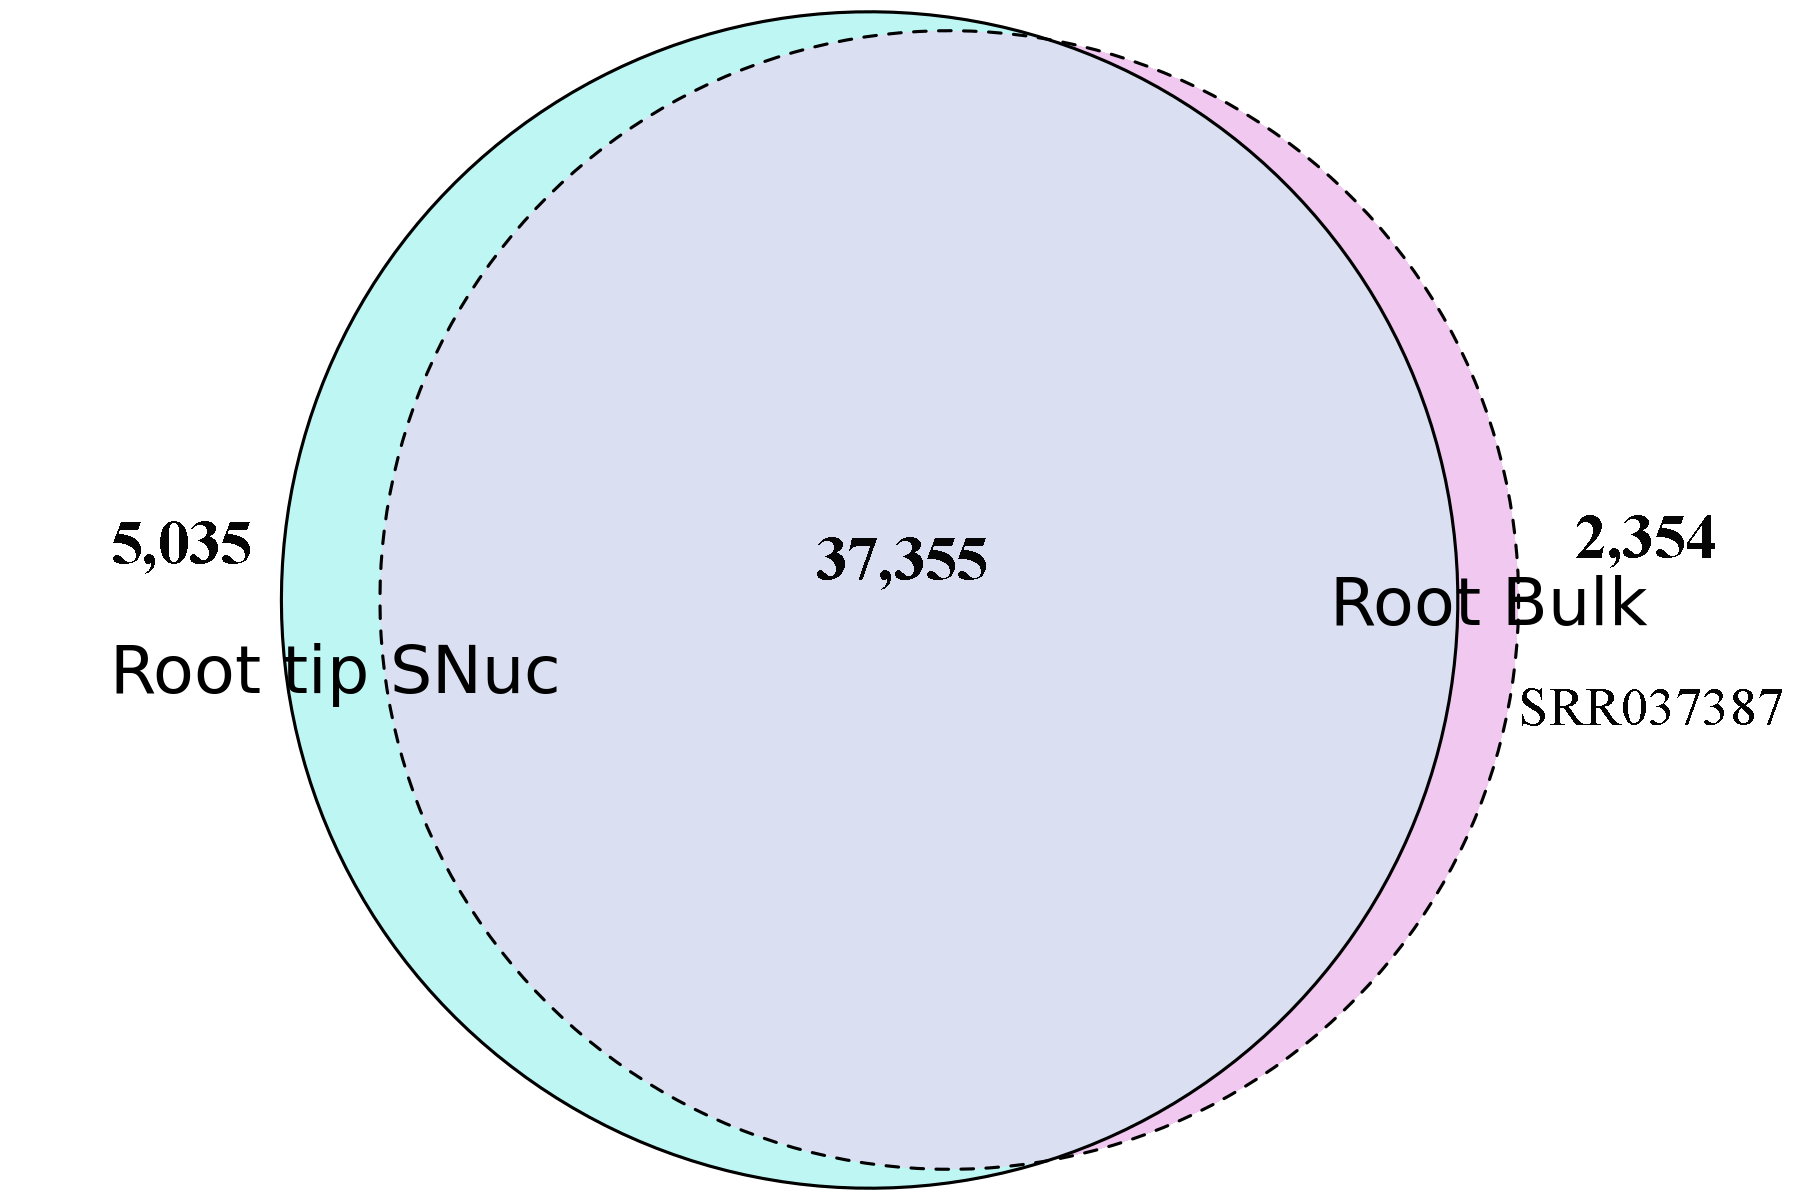 5,035
Root tip SNuc
37,355
2,354
Root Bulk
SRR037387